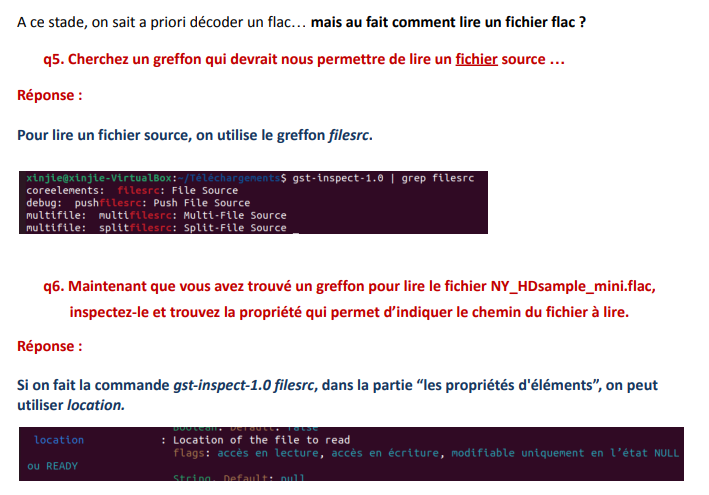 A ce stade, on sait a priori décoder un flac… mais au fait comment lire un fichier flac ?
q5. Cherchez un greffon qui devrait nous permettre de lire un fichier source …
Réponse :
Pour lire un fichier source, on utilise le greffon filesrc.
xinjie@xinjie-VirtualBox:~/Téléchargements$ gst-inspect-1.0 | grep filesrc
coreelements:  filesrc: File Source
debug:  pushfilesrc: Push File Source
multifile:  multifilesrc: Multi-File Source
multifile:  splitfilesrc: Split-File Source _
q6. Maintenant que vous avez trouvé un greffon pour lire le fichier NY_HDsample_mini.flac,
inspectez-le et trouvez la propriété qui permet d’indiquer le chemin du fichier à lire.
Réponse :
Si on fait la commande gst-inspect-1.0 filesrc, dans la partie “les propriétés d'éléments”, on peut
utiliser location.
Boolean. Default: false
location : Location of the file to read
flags: accès en lecture, accès en écriture, modifiable uniquement en l’état NULL
ou READY
String. Default: null